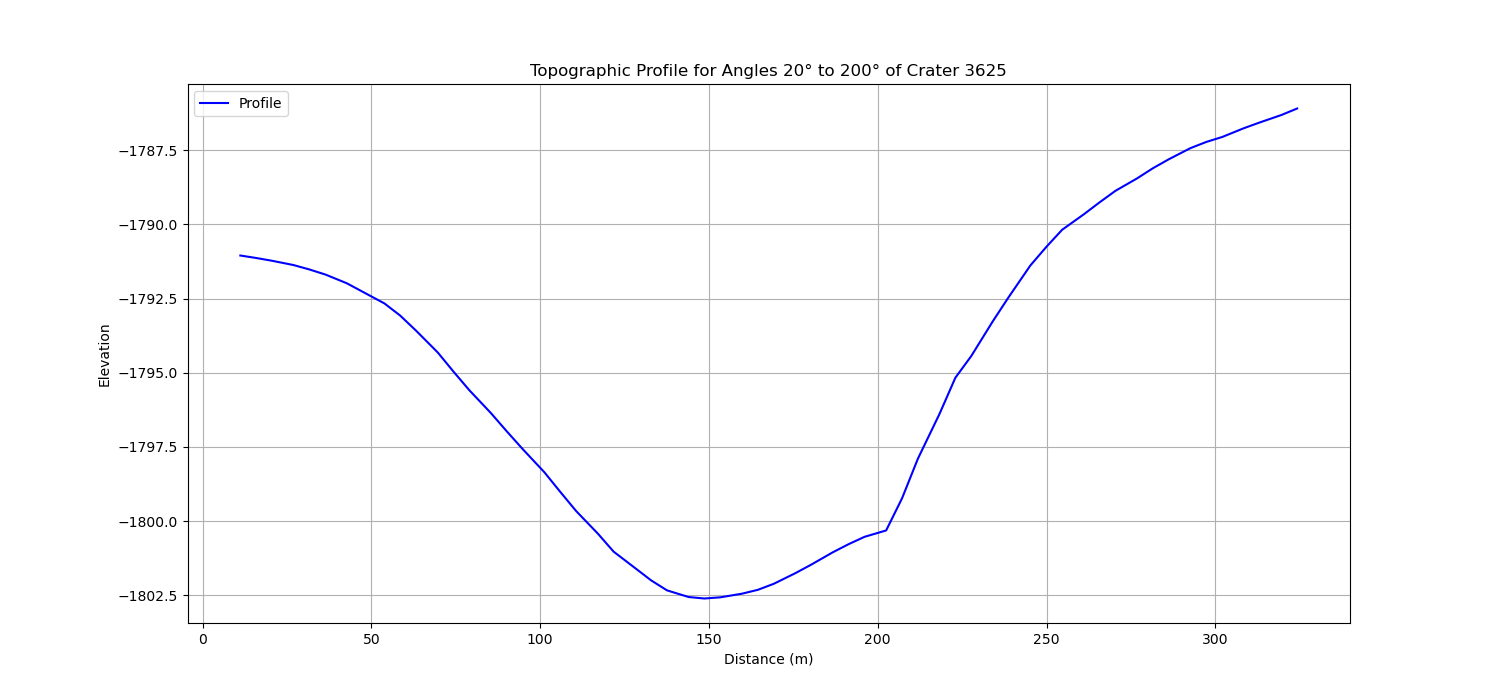 Topographic Profile for Angles 20° to 200° of Crater 3625
Profile
−1787.5
−1790.0
−1792.5
−1795.0
−1797.5
−1800.0
−1802.5
Elevation
0 50 100 150 200 250 300
Distance (m)